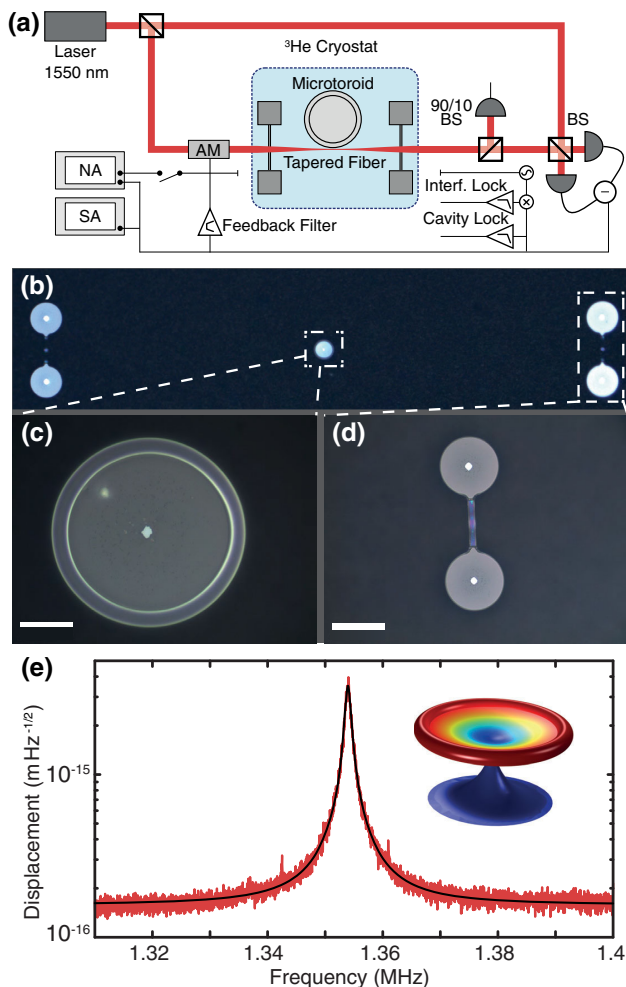 (a)
Laser
1550 nm
³He Cryostat
Microtoroid
Tapered Fiber
AM
NA
SA
Feedback Filter
90/10
BS
BS
Interf. Lock
Cavity Lock
(b)
(c)
(d)
(e)
Displacement (m Hz⁻¹/²)
10⁻¹⁵
10⁻¹⁶
1.32 1.34 1.36 1.38 1.4
Frequency (MHz)